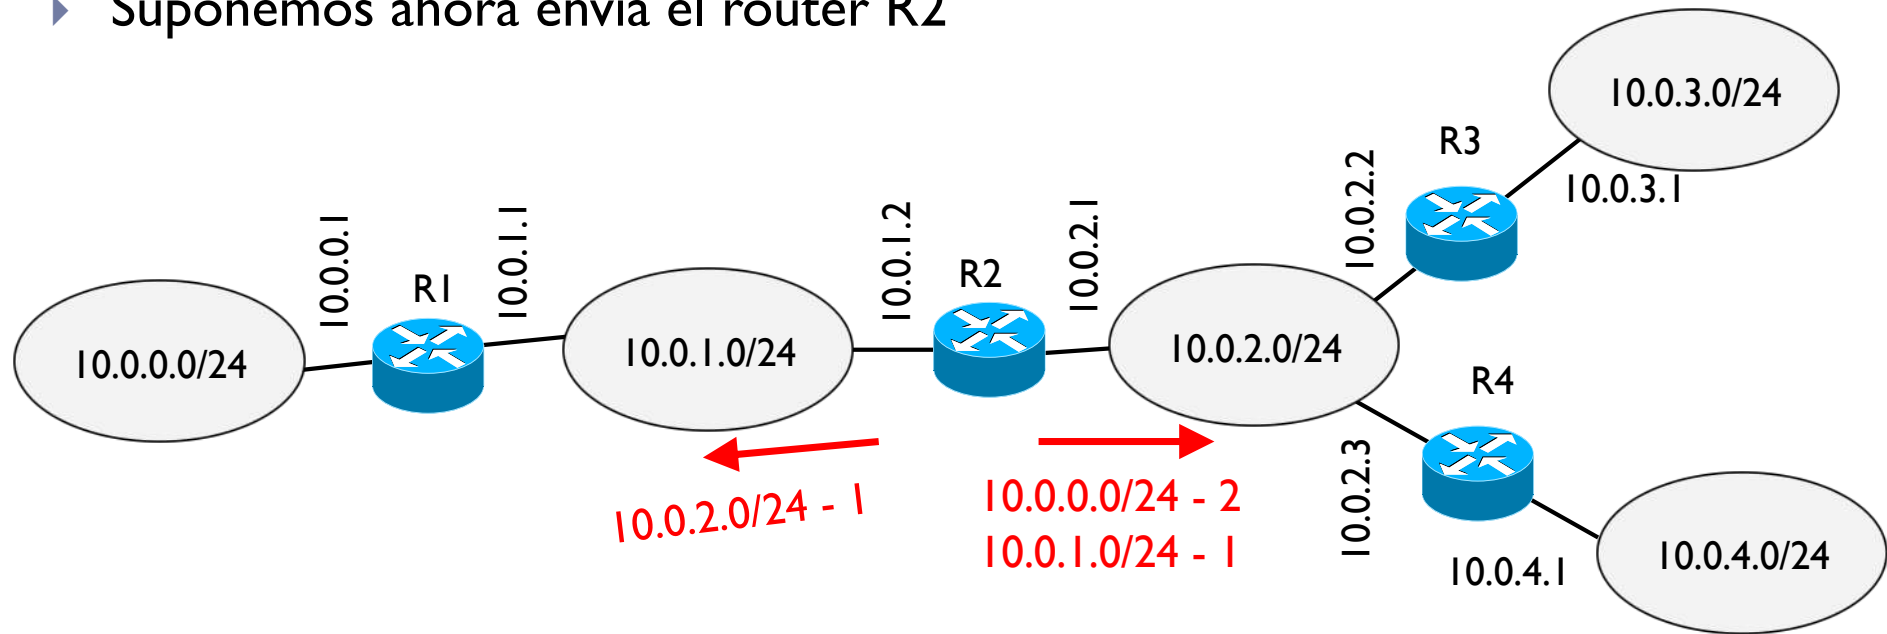 Suponemos ahora envía el router R2
10.0.3.0/24
R3
10.0.2.2
10.0.3.1
10.0.0.1
R1
10.0.1.1
10.0.1.2
R2
10.0.2.1
10.0.0.0/24
10.0.1.0/24
10.0.2.0/24
R4
10.0.2.3
10.0.2.0/24 - 1
10.0.0.0/24 - 2
10.0.1.0/24 - 1
10.0.4.1
10.0.4.0/24